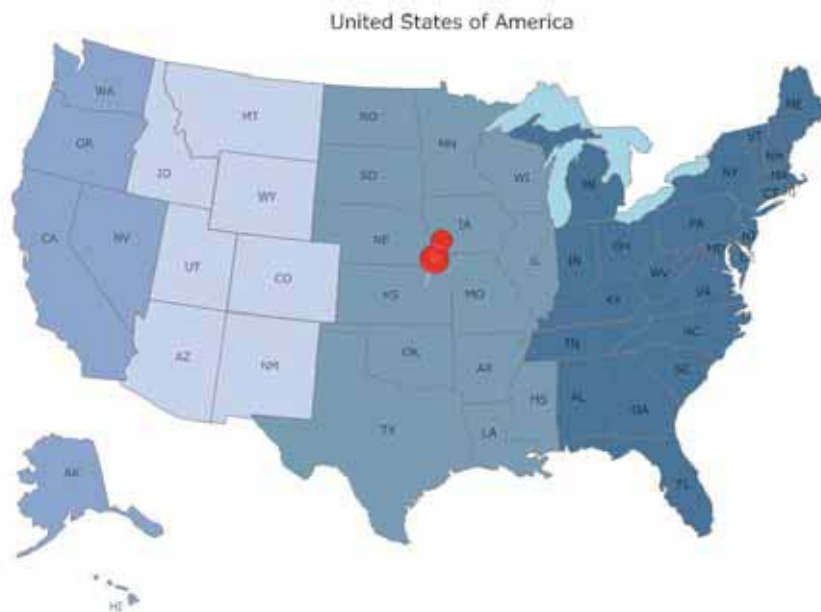 United States of America
WA
MT
ND
MN
ME
OR
ID
SD
WI
MI
NY
VT
NH
MA
CT
RI
WY
NE
IA
PA
NJ
CA
NV
UT
CO
KS
MO
IL
IN
OH
WV
MD
VA
KY
AZ
NM
OK
AR
TN
NC
SC
TX
LA
MS
AL
GA
FL
AK
HI